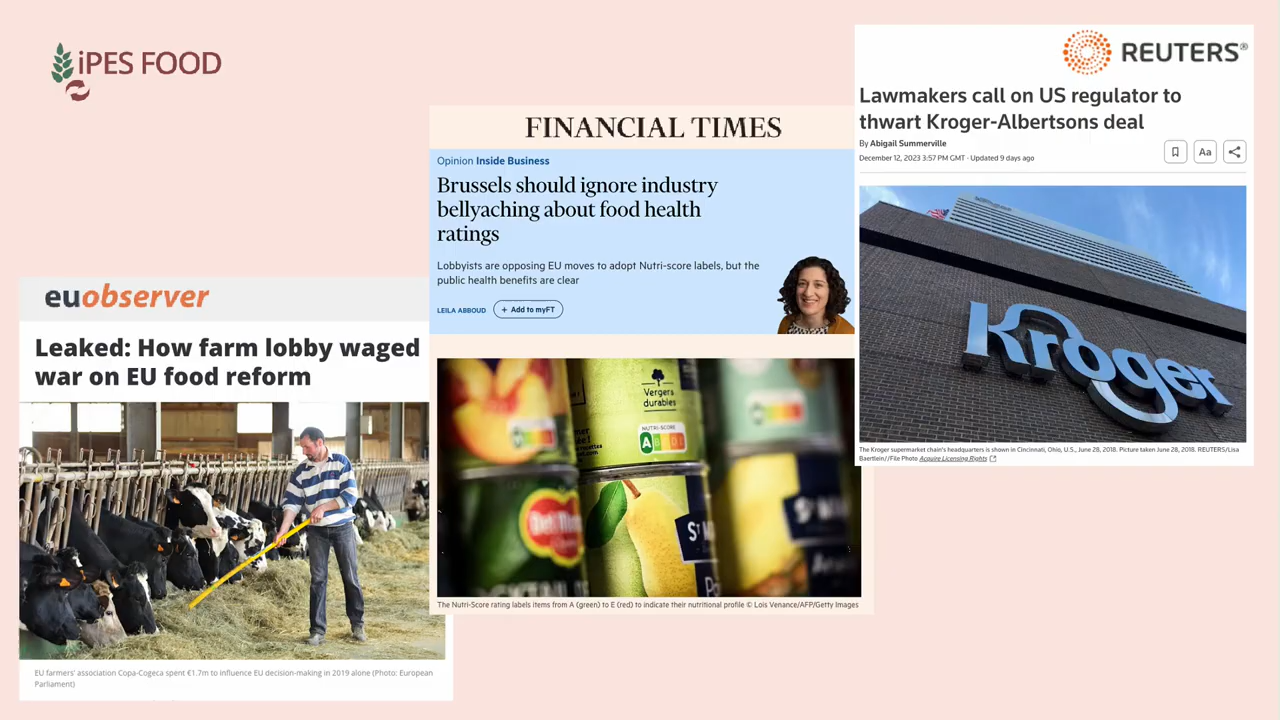 iPES FOOD
euobserver
Leaked: How farm lobby waged
war on EU food reform
EU farmers' association Copa-Cogeca spent €1.7m to influence EU decision-making in 2019 alone (Photo: European
Parliament)
FINANCIAL TIMES
Opinion Inside Business
Brussels should ignore industry
bellyaching about food health
ratings
Lobbyists are opposing EU moves to adopt Nutri-score labels, but the
public health benefits are clear
LEILA ABBOUD
+ Add to myFT
Vergers
durables
NUTRI-SCORE
A
Del Monte
The Nutri-Score rating labels items from A (green) to E (red) to indicate their nutritional profile © Lois Venance/AFP/Getty Images
REUTERS®
Lawmakers call on US regulator to
thwart Kroger-Albertsons deal
By Abigail Summerville
December 12, 2023 3:57 PM GMT · Updated 9 days ago
Aa
Kroger
The Kroger supermarket chain's headquarters is shown in Cincinnati, Ohio, U.S., June 28, 2018. Picture taken June 28, 2018. REUTERS/Lisa
Baertlein//File Photo Acquire Licensing Rights